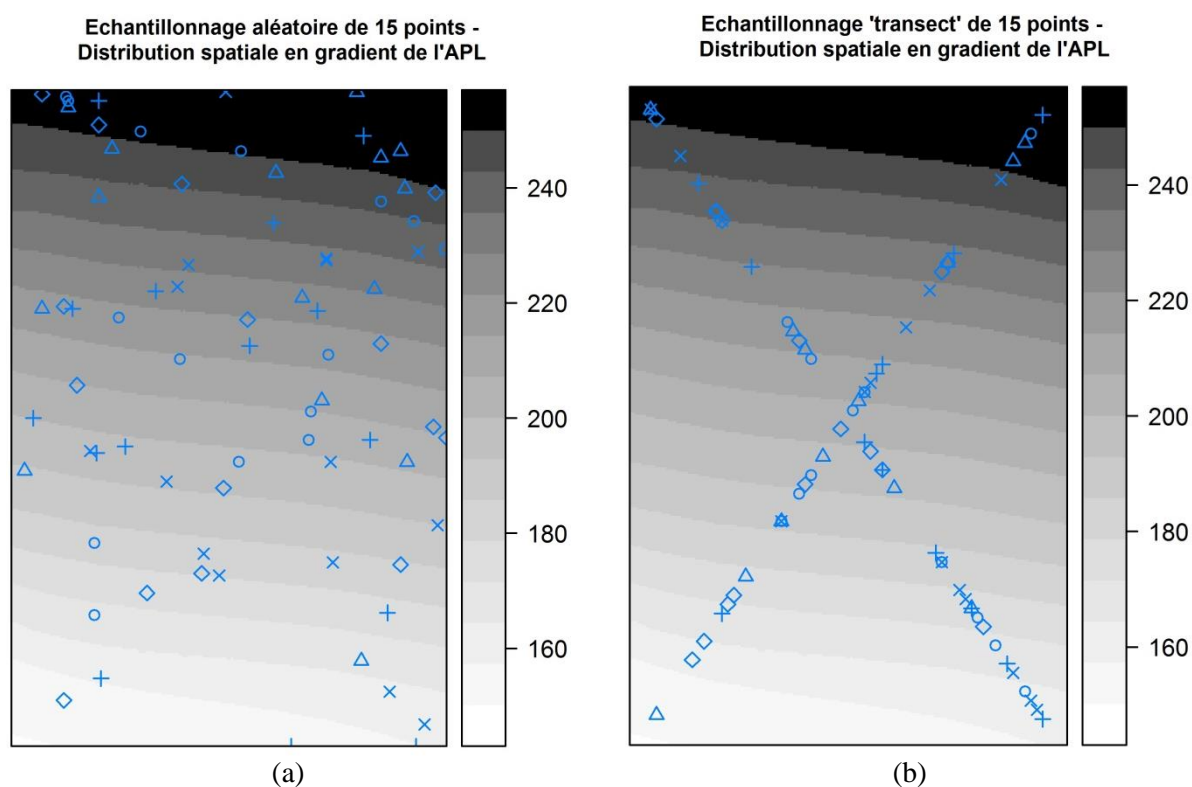 Echantillonnage aléatoire de 15 points -
Distribution spatiale en gradient de l'APL
240
220
200
180
160
(a)
Echantillonnage 'transect' de 15 points -
Distribution spatiale en gradient de l'APL
240
220
200
180
160
(b)